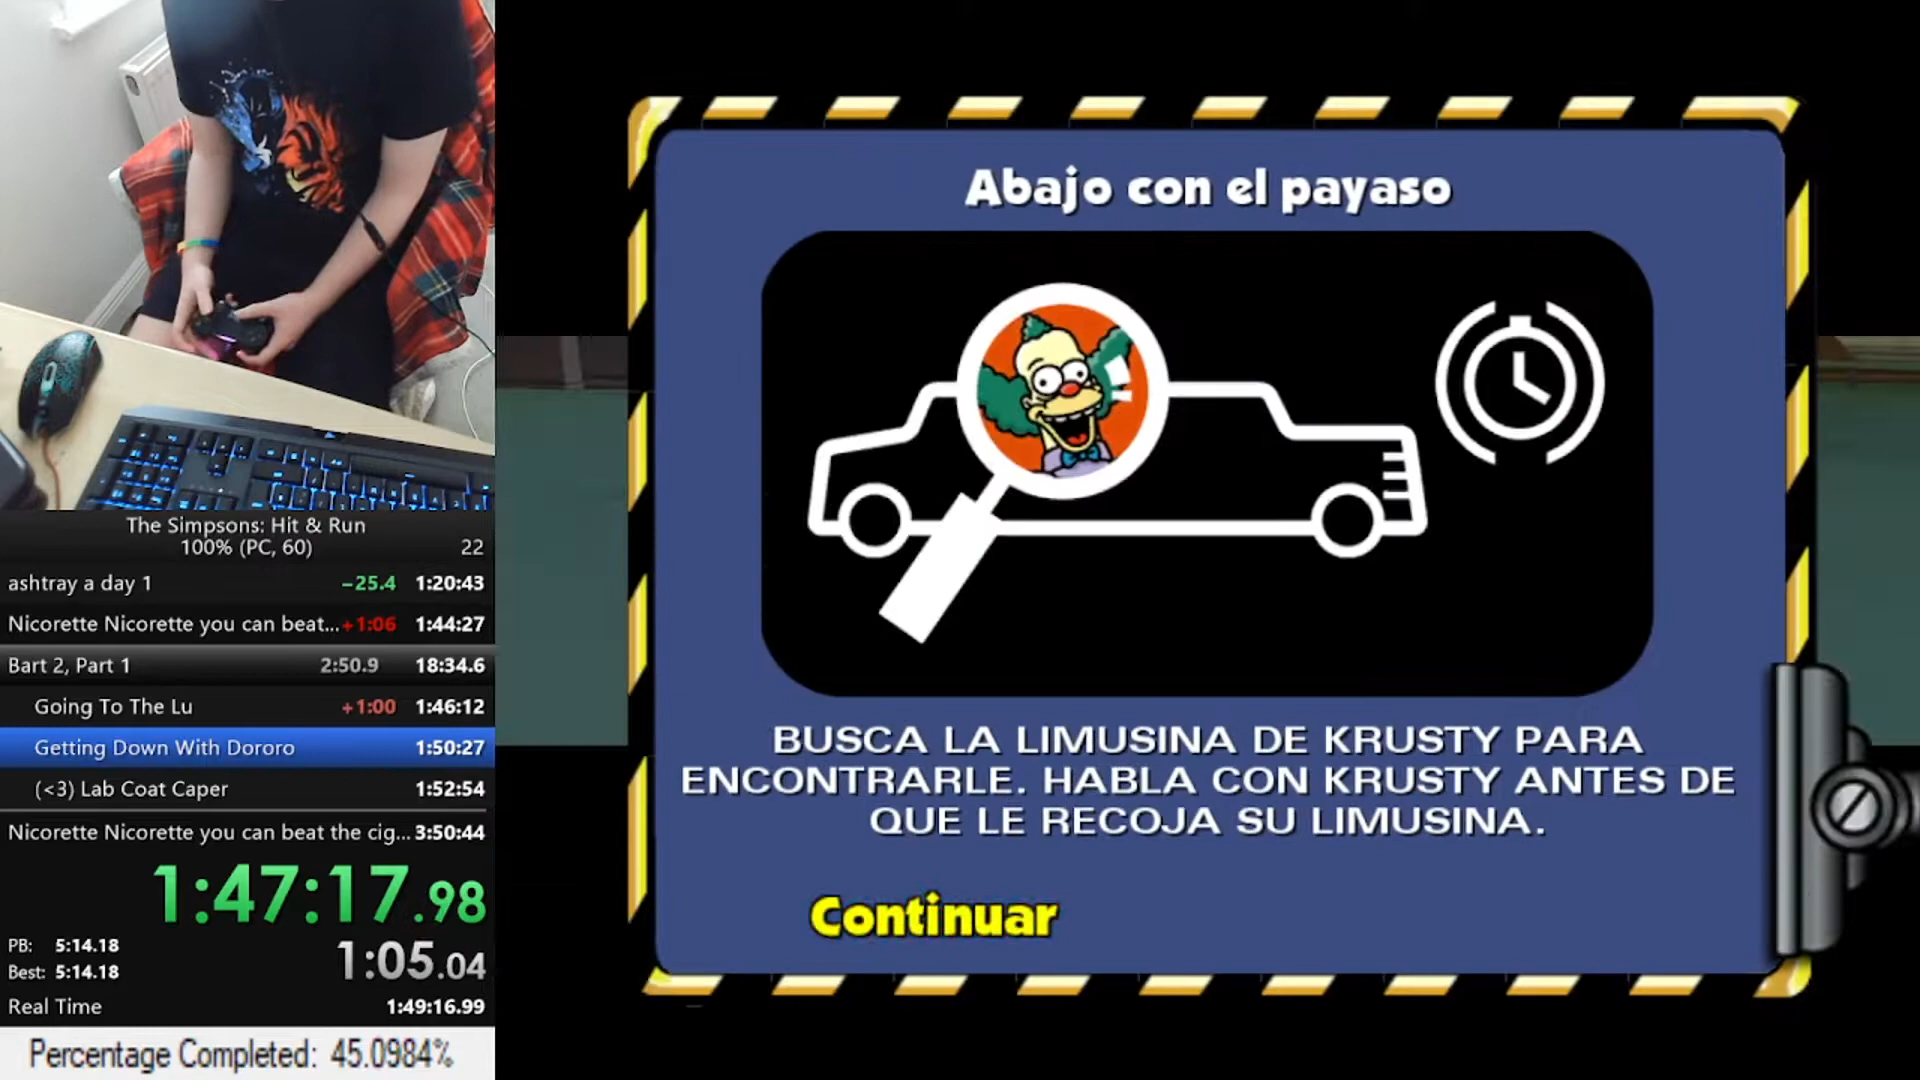 The Simpsons: Hit & Run
100% (PC, 60) 22
ashtray a day 1 −25.4 1:20:43
Nicorette Nicorette you can beat... +1:06 1:44:27
Bart 2, Part 1 2:50.9 18:34.6
Going To The Lu +1:00 1:46:12
Getting Down With Dororo 1:50:27
(<3) Lab Coat Caper 1:52:54
Nicorette Nicorette you can beat the cig... 3:50:44
1:47:17.98
PB: 5:14.18
Best: 5:14.18
1:05.04
Real Time 1:49:16.99
Percentage Completed: 45.0984%
Abajo con el payaso
BUSCA LA LIMUSINA DE KRUSTY PARA
ENCONTRARLE. HABLA CON KRUSTY ANTES DE
QUE LE RECOJA SU LIMUSINA.
Continuar